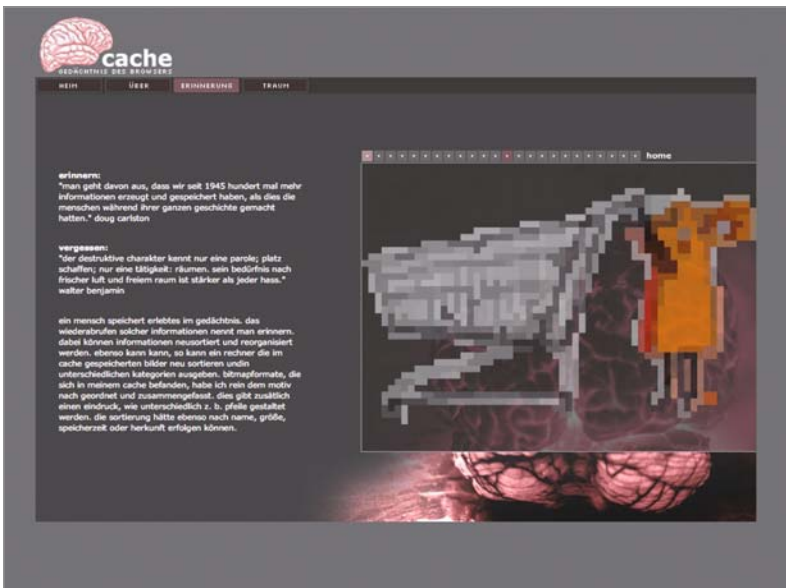 cache
GEDÄCHTNIS DES BROWSERS
HEIM ÜBER ERINNERUNG TRAUM
home
erinnern:
"man geht davon aus, dass wir seit 1945 hundert mal mehr
informationen erzeugt und gespeichert haben, als dies die
menschen während ihrer ganzen geschichte gemacht
hatten." doug carlston
vergessen:
"der destruktive charakter kennt nur eine parole; platz
schaffen; nur eine tätigkeit: räumen. sein bedürfnis nach
frischer luft und freiem raum ist stärker als jeder hass."
walter benjamin
ein mensch speichert erlebtes im gedächtnis. das
wiederabrufen solcher informationen nennt man erinnern.
dabei können informationen neusortiert und reorganisiert
werden. ebenso kann kann, so kann ein rechner die im
cache gespeicherten bilder neu sortieren undin
unterschiedlichen kategorien ausgeben. bitmapformate, die
sich in meinem cache befanden, habe ich rein dem motiv
nach geordnet und zusammengefasst. dies gibt zusätlich
einen eindruck, wie unterschiedlich z. b. pfeile gestaltet
werden. die sortierung hätte ebenso nach name, größe,
speicherzeit oder herkunft erfolgen können.